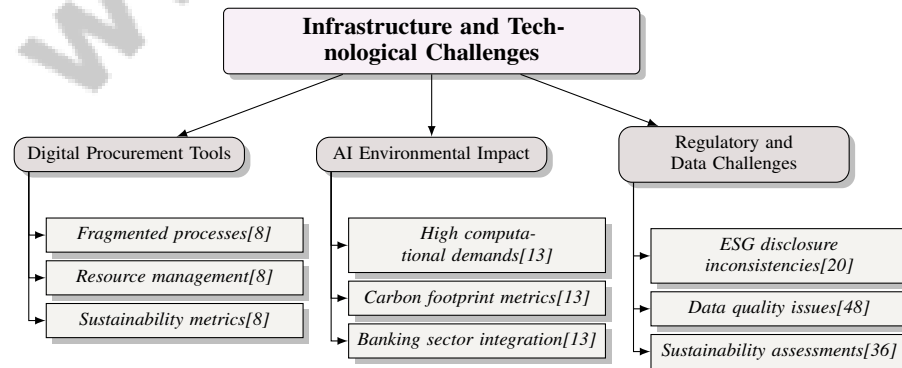 Infrastructure and Tech-
nological Challenges
Digital Procurement Tools
Fragmented processes[8]
Resource management[8]
Sustainability metrics[8]
AI Environmental Impact
High computa-
tional demands[13]
Carbon footprint metrics[13]
Banking sector integration[13]
Regulatory and
Data Challenges
ESG disclosure
inconsistencies[20]
Data quality issues[48]
Sustainability assessments[36]